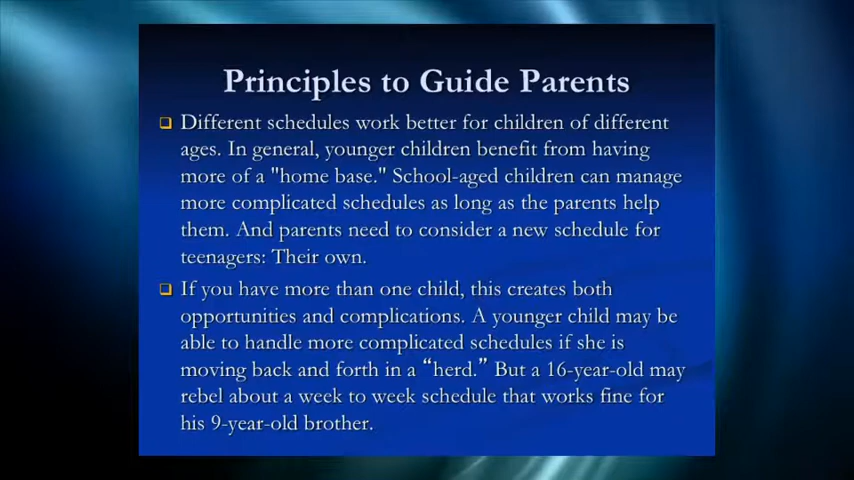 Principles to Guide Parents
Different schedules work better for children of different
ages. In general, younger children benefit from having
more of a "home base." School-aged children can manage
more complicated schedules as long as the parents help
them. And parents need to consider a new schedule for
teenagers: Their own.
If you have more than one child, this creates both
opportunities and complications. A younger child may be
able to handle more complicated schedules if she is
moving back and forth in a “herd.” But a 16-year-old may
rebel about a week to week schedule that works fine for
his 9-year-old brother.